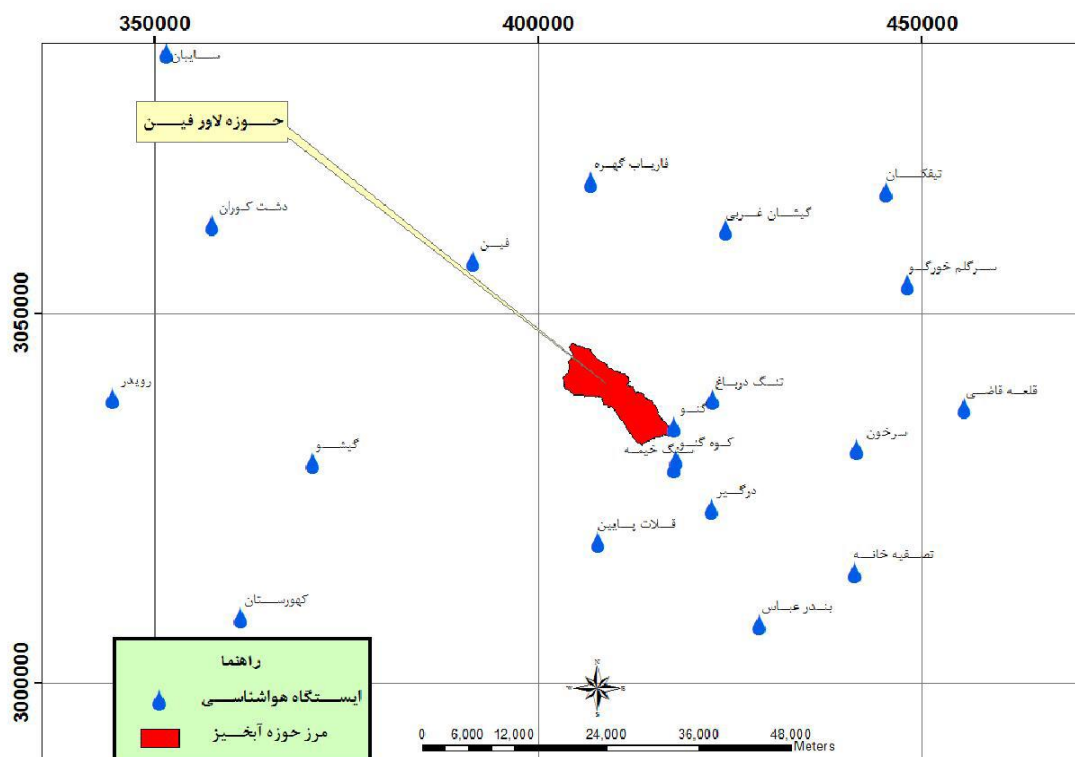 350000
400000
450000
سایبان
حوزه لاور فین
فاریاب گهره
تیفکان
دشت کوران
گیشان غربی
فین
سرگلم خورگو
3050000
رویدر
تنگ درباغ
قلعه قاضی
گنو
گیشو
کوه گنو
سنگ خیمه
سرخون
درگیر
قلات پایین
تصفیه خانه
کهورستان
بندر عباس
راهنما
3000000
N
W
E
S
ایستگاه هواشناسی
مرز حوزه آبخیز
0 6,000 12,000 24,000 36,000 48,000
Meters